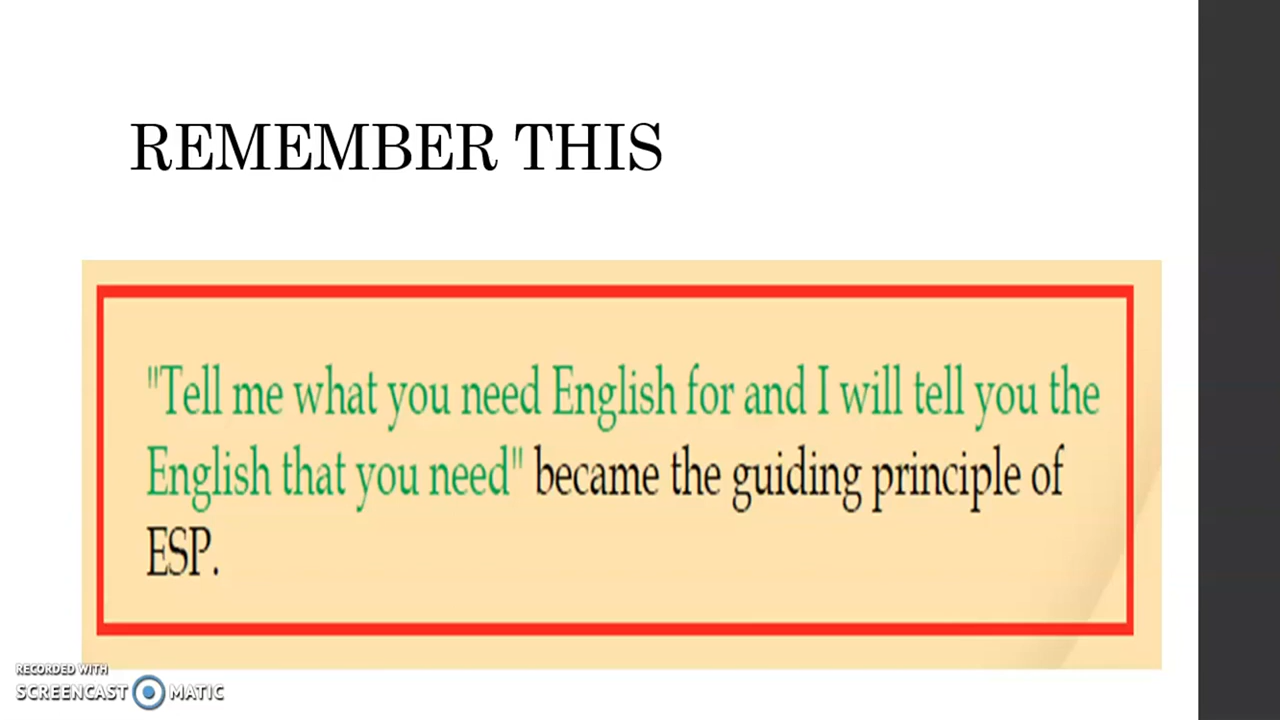 REMEMBER THIS
"Tell me what you need English for and I will tell you the
English that you need" became the guiding principle of
ESP.
RECORDED WITH
SCREENCAST MATIC